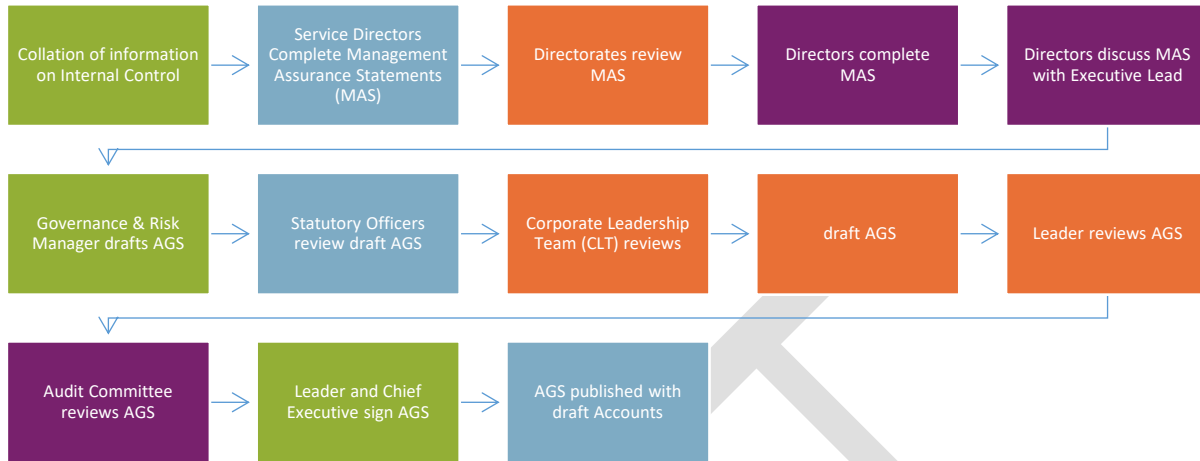 Collation of information
on Internal Control
Service Directors
Complete Management
Assurance Statements
(MAS)
Directorates review
MAS
Directors complete
MAS
Directors discuss MAS
with Executive Lead
Governance & Risk
Manager drafts AGS
Statutory Officers
review draft AGS
Corporate Leadership
Team (CLT) reviews
draft AGS
Leader reviews AGS
Audit Committee
reviews AGS
Leader and Chief
Executive sign AGS
AGS published with
draft Accounts